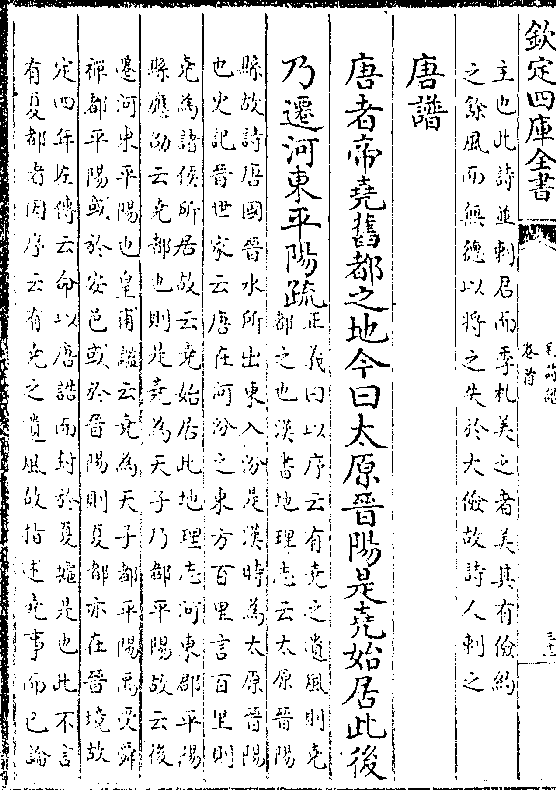 欽定四庫全書
毛詩註疏
卷首
主也此詩並刺君而季札美之者美其有儉約
之餘風而無德以將之失於大儉故詩人刺之
唐譜
唐者帝堯舊都之地今曰太原晉陽是堯始居此後
乃遷河東平陽疏
正義曰以序云有堯之遺風則堯
都之也漢書地理志云太原晉陽
縣故詩唐國晉水所出東入汾是漢時為太原晉陽
也史記晉世家云唐在河汾之東方百里言百里則
堯為諸侯所居故云堯始居此地理志河東郡平陽
縣應劭云堯都也則是堯為天子乃都平陽故云後
遷河東平陽也皇甫謐云堯為天子都平陽禹受舜
禪都平陽或於安邑或於晉陽則夏都亦在晉境故
定四年左傳云命以唐誥而封於夏墟是也此不言
有夏都者因序云有堯之遺風故指述堯事而已論